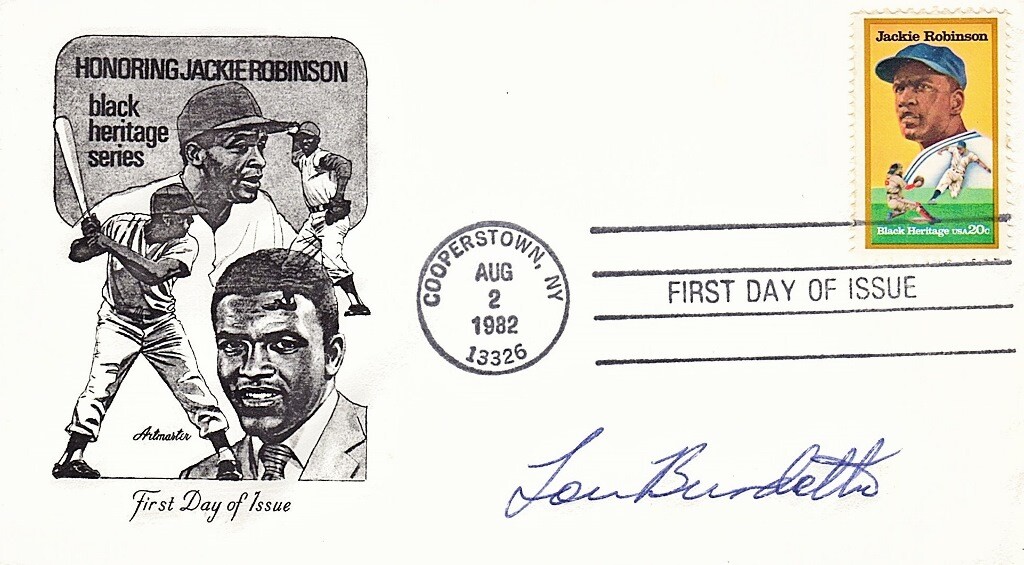 HONORING JACKIE ROBINSON
black
heritage
series
Artmaster
First Day of Issue
COOPERSTOWN, NY
AUG
2
1982
13326
FIRST DAY OF ISSUE
Jackie Robinson
Black Heritage USA 20c
Lou Burdette